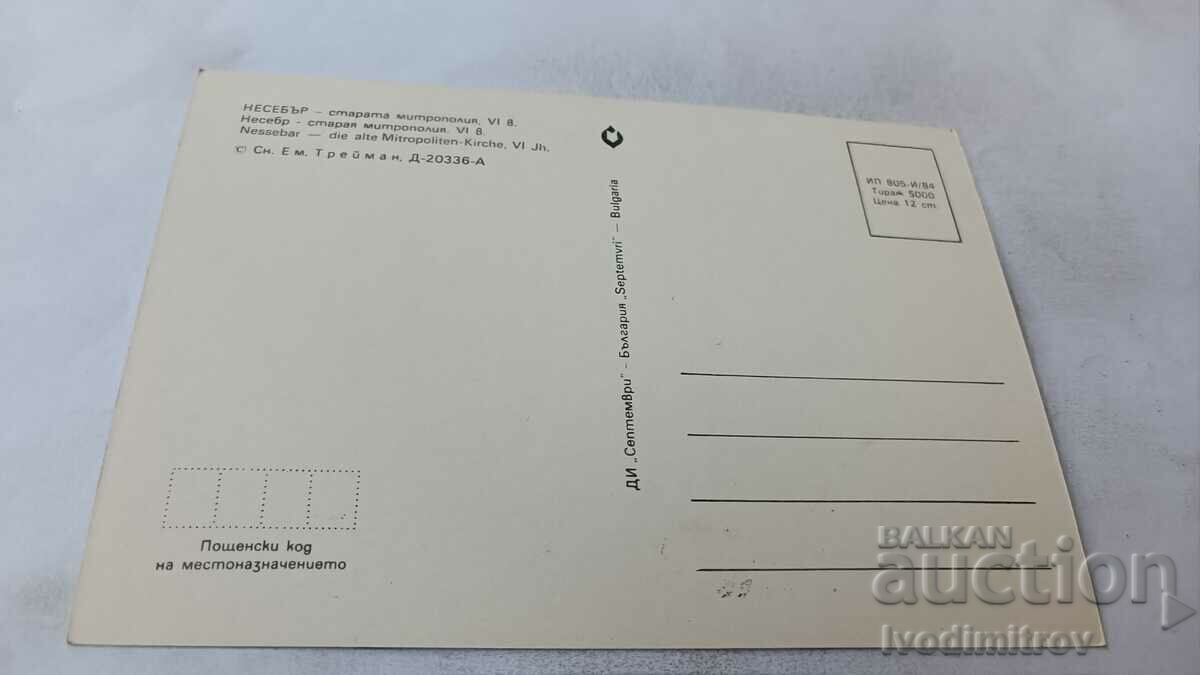 НЕСЕБЪР – старата митрополия, VI в.
Несебр - старая митрополия. VI в.
Nessebar — die alte Mitropoliten-Kirche, VI Jh.
© Сн. Ем. Трейман, Д-20336-А
ДИ „Септември" – България „Septemvri" – Bulgaria
ИП 805-И/84
Тираж 5000
Цена 12 ст
Пощенски код
на местоназначението
BALKAN
auction
Ivodimitrov